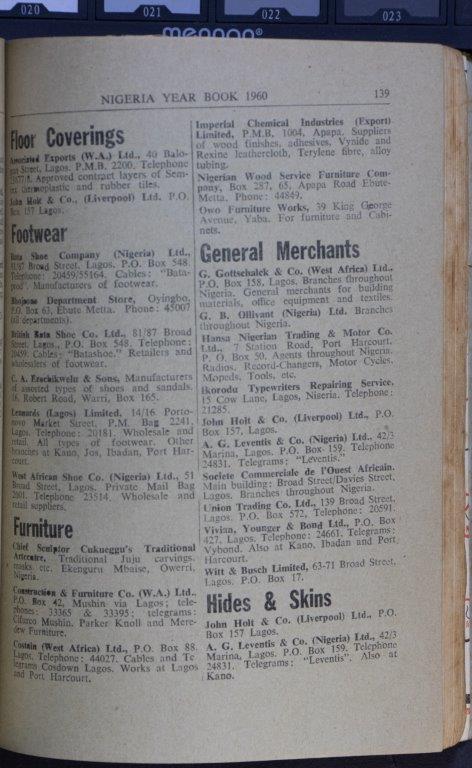 020
021
022
023
NIGERIA YEAR BOOK 1960
139
Floor Coverings
Associated Exports (W.A.) Ltd., 40 Balo-
gun Street, Lagos. P.M.B. 2200. Telephone
Approved contract layers of Sem-
thermoplastic and rubber tiles.
John Holt & Co., (Liverpool) Ltd. P.O.
Box 157 Lagos.
Footwear
Bata Shoe Company (Nigeria) Ltd.,
81/87 Broad Street, Lagos. P.O. Box 548.
Telephone: 20459/55164. Cables: "Bata-
prof". Manufacturers of footwear.
Department Store, Oyingbo,
P.O. Box 63, Ebute Metta. Phone: 45007
(all departments).
British Bata Shoe Co. Ltd., 81/87 Broad
Street, Lagos., P.O. Box 548. Telephone:
20459. Cables: "Batashoe." Retailers and
wholesalers of footwear.
C. A. & Sons, Manufacturers
of assorted types of shoes and sandals.
16, Robert Road, Warri, Box 165.
Leonards (Lagos) Limited, 14/16 Porto-
novo Market Street, P.M. Bag 2241,
Lagos. Telephone: 20181. Wholesale and
retail. All types of footwear. Other
branches at Kano, Jos, Ibadan, Port Har-
court.
West African Shoe Co. (Nigeria) Ltd., 51
Broad Street, Lagos. Private Mail Bag
2601. Telephone 23514. Wholesale and
retail suppliers.
Furniture
Chief Sculptor Cukueggu's Traditional
Traditional Juju carvings,
masks etc. Ekenguru Mbaise, Owerri,
Nigeria.
Construction & Furniture Co. (W.A.) Ltd.,
P.O. Box 42, Mushin via Lagos; tele-
phones: 33365 & 33395: telegrams:
Cifurco Mushin. Parker Knoll and Mere-
dew Furniture.
Costain (West Africa) Ltd., P.O. Box 88.
Lagos. Telephone: 44027. Cables and Te
legrams Cosdown Lagos. Works at Lagos
and Port Harcourt.
Imperial Chemical Industries (Export)
Limited, P.M.B. 1004, Apapa. Suppliers
of wood finishes, adhesives, Vynide and
Rexine leathercloth, Terylene fibre, alloy
tubing.
Nigerian Wood Service Furniture Com-
pany, Box 287, 65, Apapa Road Ebute-
Metta. Phone: 44849.
Owo Furniture Works, 39 King George
Avenue, Yaba. For furniture and Cabi-
nets.
General Merchants
G. Gottschalck & Co. (West Africa) Ltd.,
P.O. Box 158, Lagos. Branches throughout
Nigeria. General merchants for building
materials, office equipment and textiles.
G. B. Ollivant (Nigeria) Ltd. Branches
throughout Nigeria.
Hansa Nigerian Trading & Motor Co.
Ltd., 7 Station Road, Port Harcourt.
P. O. Box 50. Agents throughout Nigeria.
Radios, Record-Changers, Motor Cycles,
Mopeds, Tools, etc.
Ikorodu Typewriters Repairing Service,
15 Cow Lane, Lagos, Nigeria. Telephone:
21285.
John Holt & Co. (Liverpool) Ltd., P.O.
Box 157, Lagos.
A. G. Leventis & Co. (Nigeria) Ltd., 42/3
Marina, Lagos. P.O. Box 159. Telephone
24831. Telegrams: "Leventis."
Societe Commerciale de l'Ouest Africain.
Main building: Broad Street/Davies Street,
Lagos. Branches throughout Nigeria.
Union Trading Co. Ltd., 139 Broad Street,
Lagos. P.O. Box 572, Telephone: 20591.
Vivian, Younger & Bond Ltd., P.O. Box
427, Lagos. Telephone: 24661. Telegrams:
Vybond. Also at Kano, Ibadan and Port
Harcourt.
Witt & Busch Limited, 63-71 Broad Street,
Lagos. P.O. Box 17.
Hides & Skins
John Holt & Co. (Liverpool) Ltd., P.O.
Box 157 Lagos.
A. G. Leventis & Co. (Nigeria) Ltd., 42/3
Marina, Lagos. P.O. Box 159. Telephone
24831. Telegrams: "Leventis". Also at
Kano.